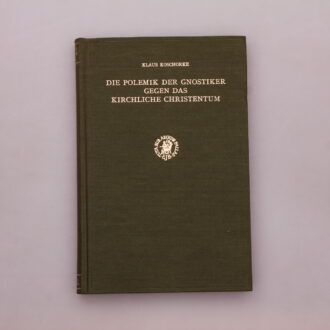 KLAUS KOSCHORKE
DIE POLEMIK DER GNOSTIKER
GEGEN DAS
KIRCHLICHE CHRISTENTUM